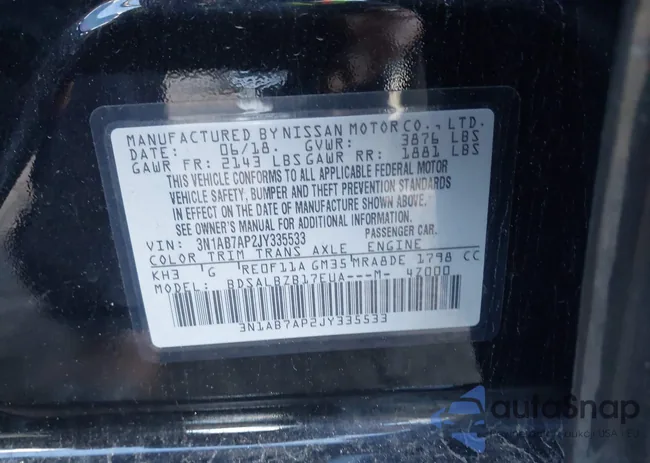 MANUFACTURED BY NISSAN MOTOR CO., LTD.
DATE: 06/18. GVWR: 3876 LBS
GAWR FR: 2143 LBS GAWR RR: 1881 LBS
THIS VEHICLE CONFORMS TO ALL APPLICABLE FEDERAL MOTOR
VEHICLE SAFETY, BUMPER AND THEFT PREVENTION STANDARDS
IN EFFECT ON THE DATE OF MANUFACTURE SHOWN ABOVE.
SEE OWNER'S MANUAL FOR ADDITIONAL INFORMATION.
VIN: 3N1AB7AP2JY335533 PASSENGER CAR.
COLOR TRIM TRANS AXLE ENGINE
KH3 'G RE0F11A GM35 MRA8DE 1798 CC
MODEL: BDSALBZB17EUA---M- 47000
3N1AB7AP2JY335533
autoSnap